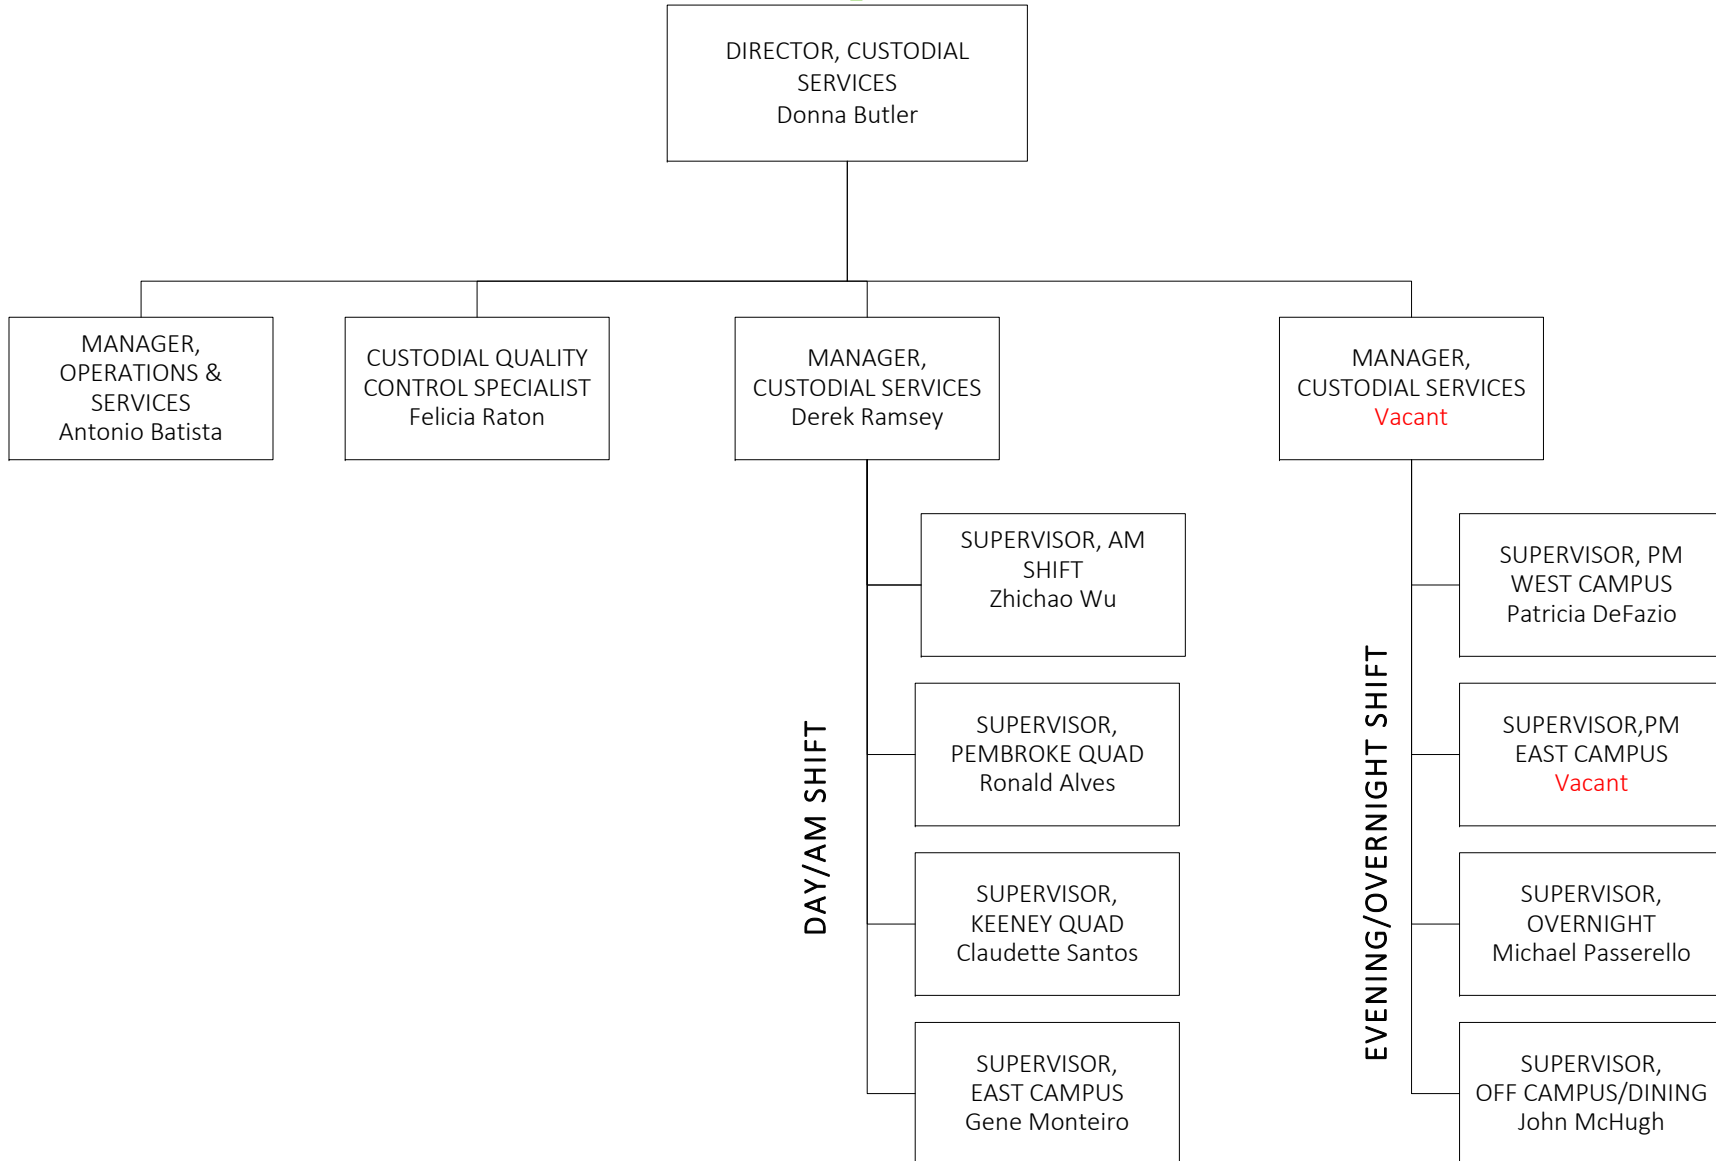 DIRECTOR, CUSTODIAL
SERVICES
Donna Butler
MANAGER,
OPERATIONS &
SERVICES
Antonio Batista
CUSTODIAL QUALITY
CONTROL SPECIALIST
Felicia Raton
MANAGER,
CUSTODIAL SERVICES
Derek Ramsey
MANAGER,
CUSTODIAL SERVICES
Vacant
DAY/AM SHIFT
SUPERVISOR, AM
SHIFT
Zhichao Wu
SUPERVISOR,
PEMBROKE QUAD
Ronald Alves
SUPERVISOR,
KEENEY QUAD
Claudette Santos
SUPERVISOR,
EAST CAMPUS
Gene Monteiro
EVENING/OVERNIGHT SHIFT
SUPERVISOR, PM
WEST CAMPUS
Patricia DeFazio
SUPERVISOR,PM
EAST CAMPUS
Vacant
SUPERVISOR,
OVERNIGHT
Michael Passerello
SUPERVISOR,
OFF CAMPUS/DINING
John McHugh